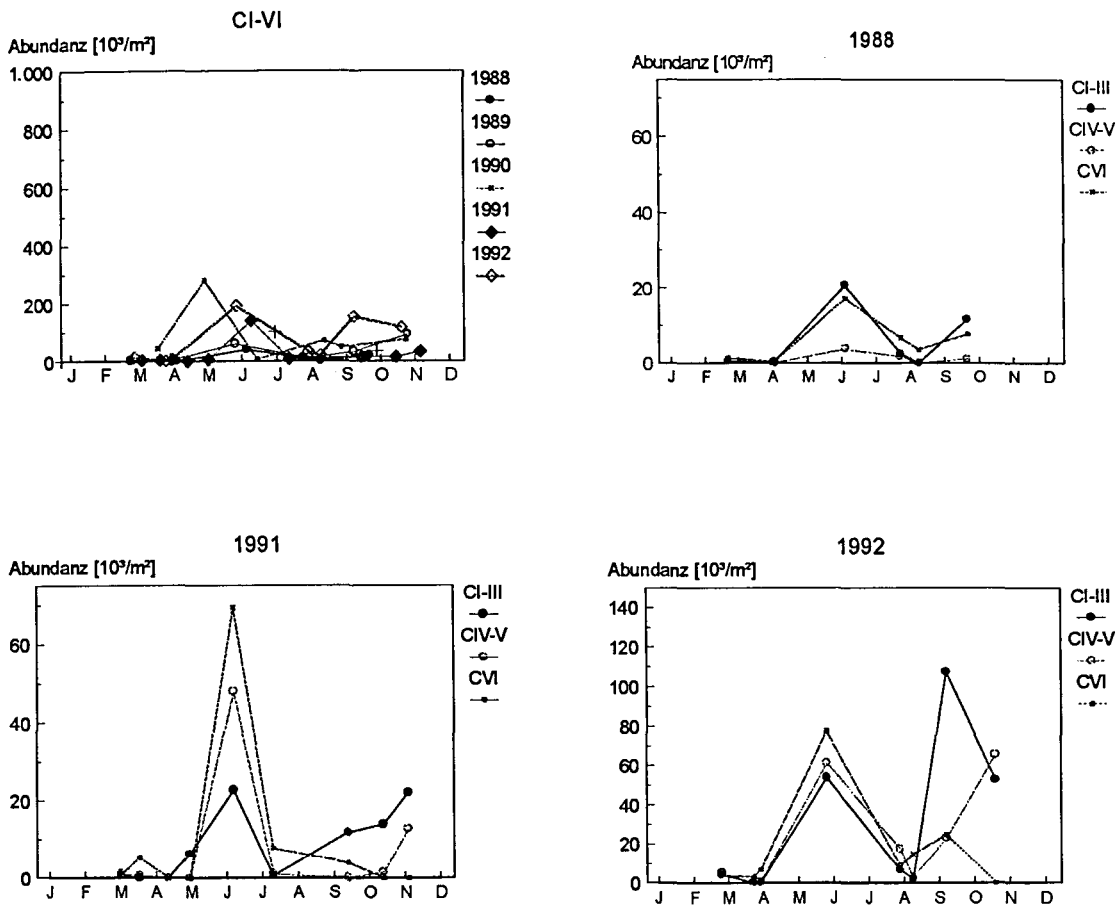 CI-VI
Abundanz [10³/m²]
1.000
800
600
400
200
0
J F M A M J J A S O N D
1988
1989
1990
1991
1992
1988
Abundanz [10³/m²]
60
40
20
0
J F M A M J J A S O N D
CI-III
CIV-V
CVI
1991
Abundanz [10³/m²]
60
40
20
0
J F M A M J J A S O N D
CI-III
CIV-V
CVI
1992
Abundanz [10³/m²]
140
120
100
80
60
40
20
0
J F M A M J J A S O N D
CI-III
CIV-V
CVI